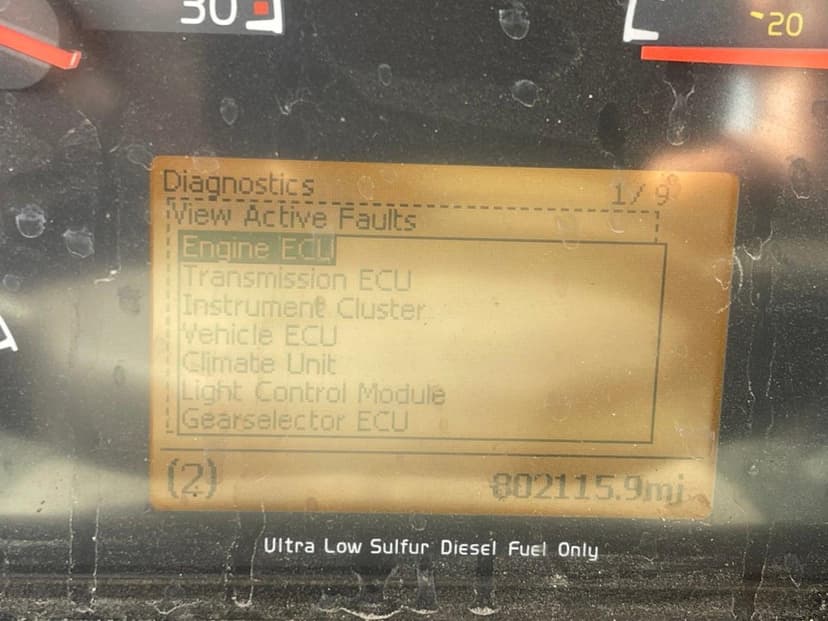 30
-20
Diagnostics 1/9
View Active Faults
Engine ECU
Transmission ECU
Instrument Cluster
Vehicle ECU
Climate Unit
Light Control Module
Gearselector ECU
(2) 802115.9mi
Ultra Low Sulfur Diesel Fuel Only